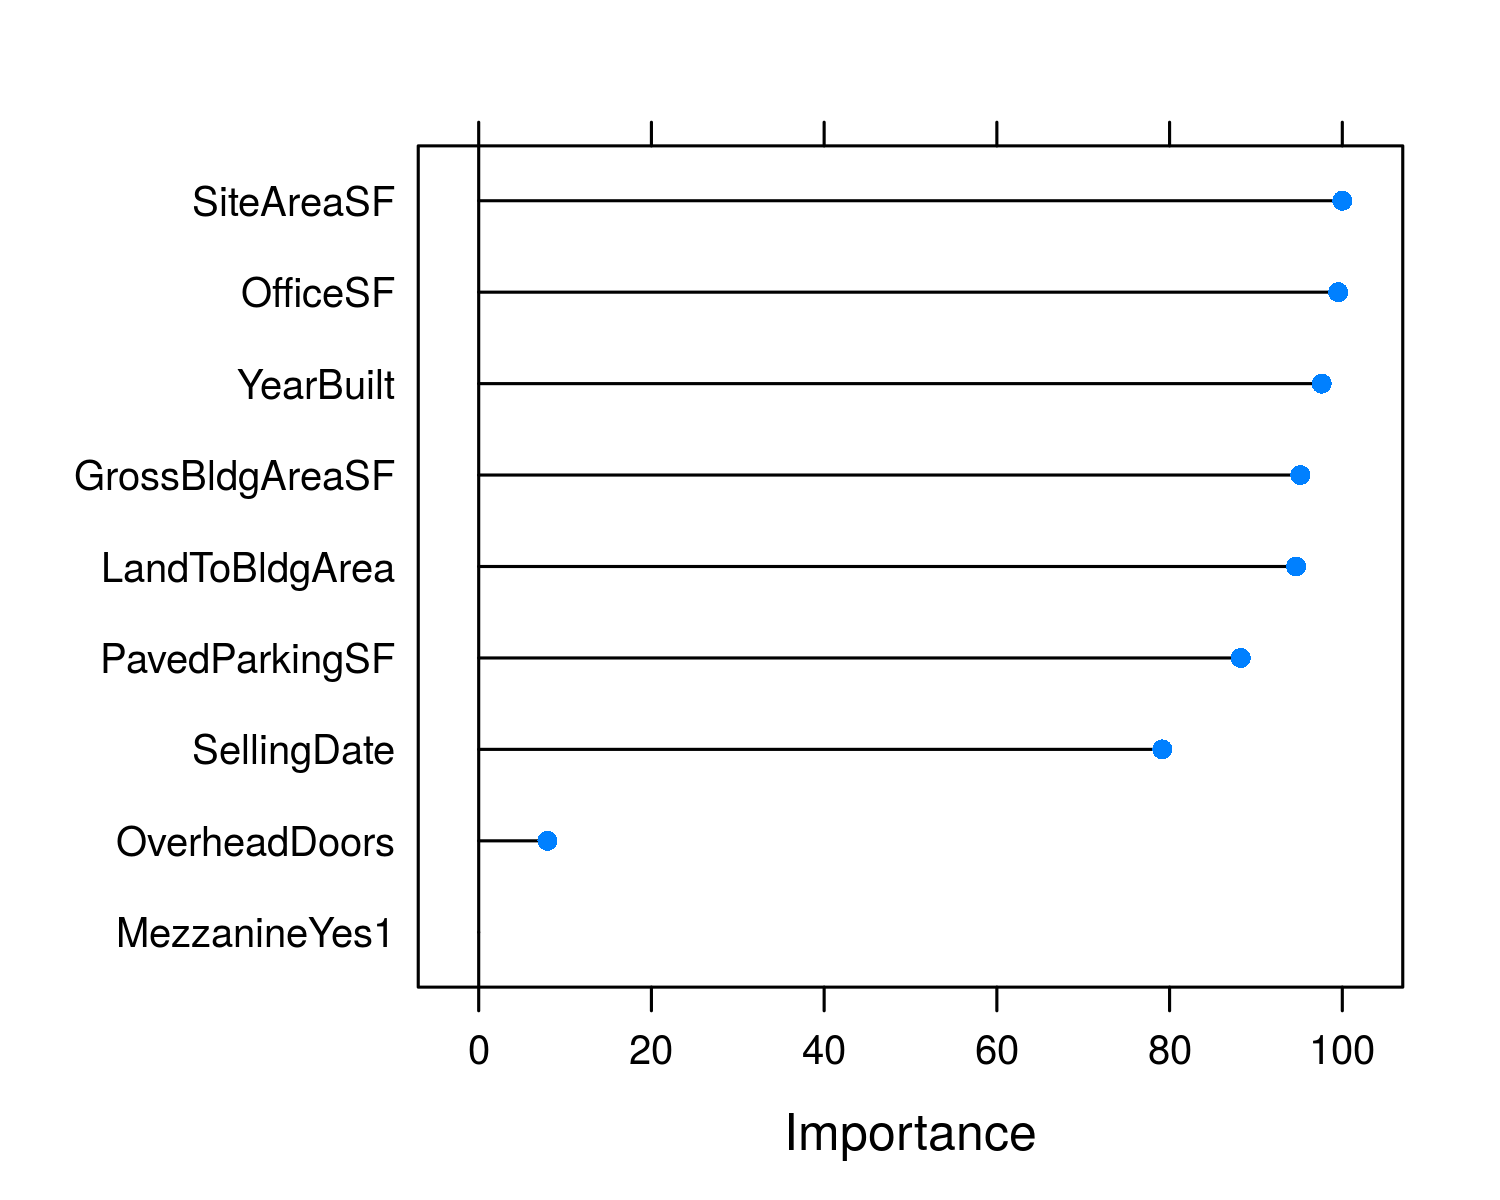 SiteAreaSF
OfficeSF
YearBuilt
GrossBldgAreaSF
LandToBldgArea
PavedParkingSF
SellingDate
OverheadDoors
MezzanineYes1
0 20 40 60 80 100
Importance